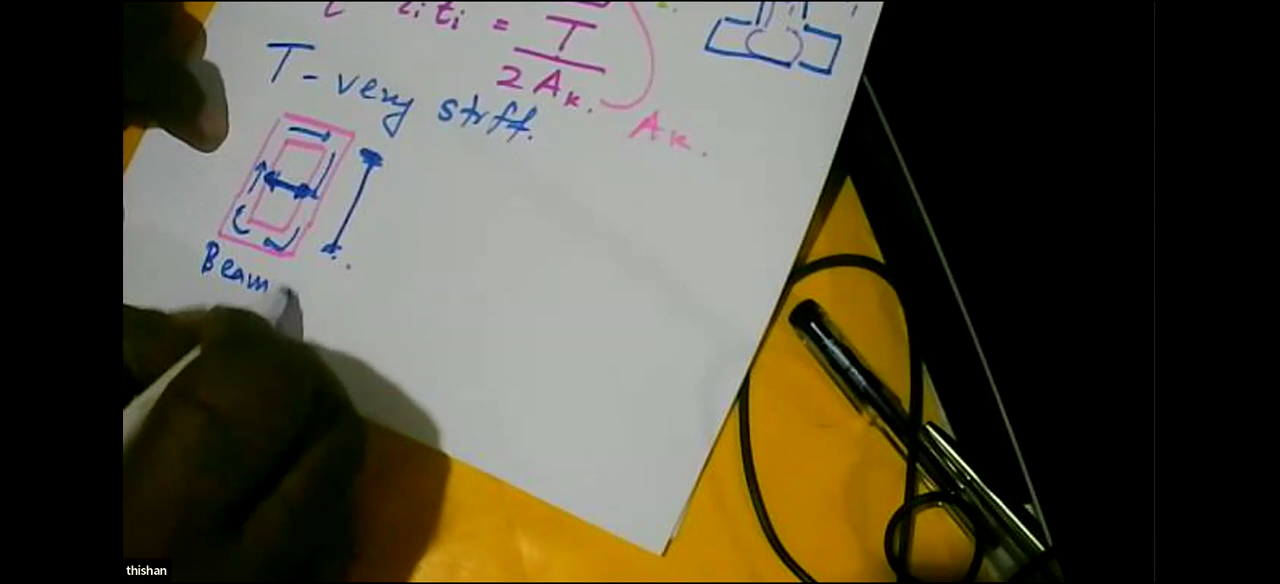 τᵢtᵢ = T / 2Aₖ.
Aₖ.
T - very stiff.
Beam
thishan